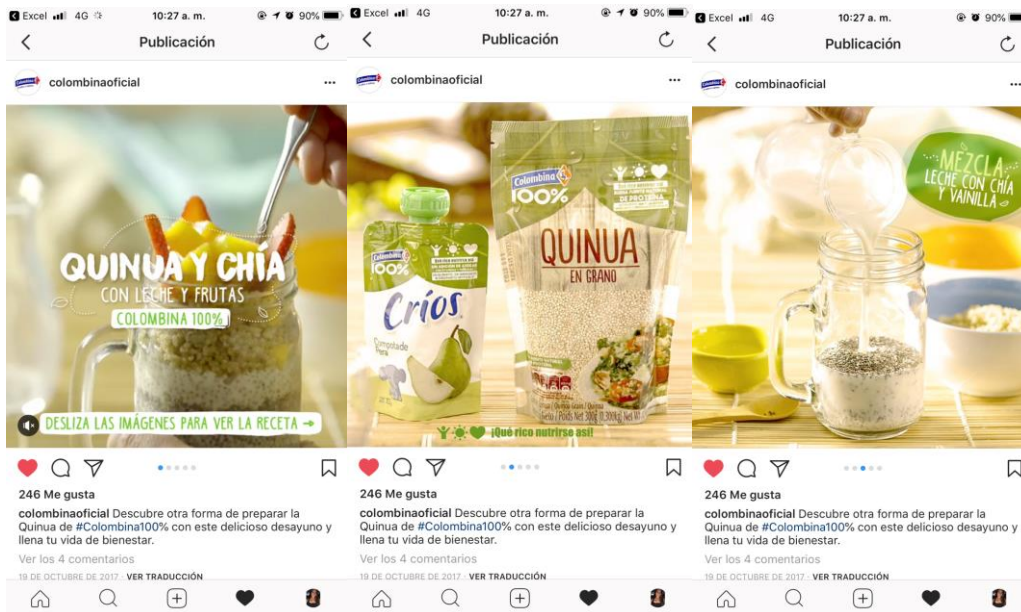 Excel 4G 10:27 a. m. 90%
Publicación
colombinaoficial
QUINUA Y CHÍA
CON LECHE Y FRUTAS
COLOMBINA 100%
DESLIZA LAS IMÁGENES PARA VER LA RECETA
246 Me gusta
colombinaoficial Descubre otra forma de preparar la
Quinua de #Colombina100% con este delicioso desayuno y
llena tu vida de bienestar.
Ver los 4 comentarios
19 DE OCTUBRE DE 2017 · VER TRADUCCIÓN
Excel 4G 10:27 a. m. 90%
Publicación
colombinaoficial
Colombina
100%
Colombina
100%
DE PROTEÍNA
QUINUA
EN GRANO
Críos
Compota de
Pera
¡Qué rico nutrirse así!
246 Me gusta
colombinaoficial Descubre otra forma de preparar la
Quinua de #Colombina100% con este delicioso desayuno y
llena tu vida de bienestar.
Ver los 4 comentarios
19 DE OCTUBRE DE 2017 · VER TRADUCCIÓN
Excel 4G 10:27 a. m. 90%
Publicación
colombinaoficial
MEZCLA
LECHE CON CHÍA
Y VAINILLA
246 Me gusta
colombinaoficial Descubre otra forma de preparar la
Quinua de #Colombina100% con este delicioso desayuno y
llena tu vida de bienestar.
Ver los 4 comentarios
19 DE OCTUBRE DE 2017 · VER TRADUCCIÓN